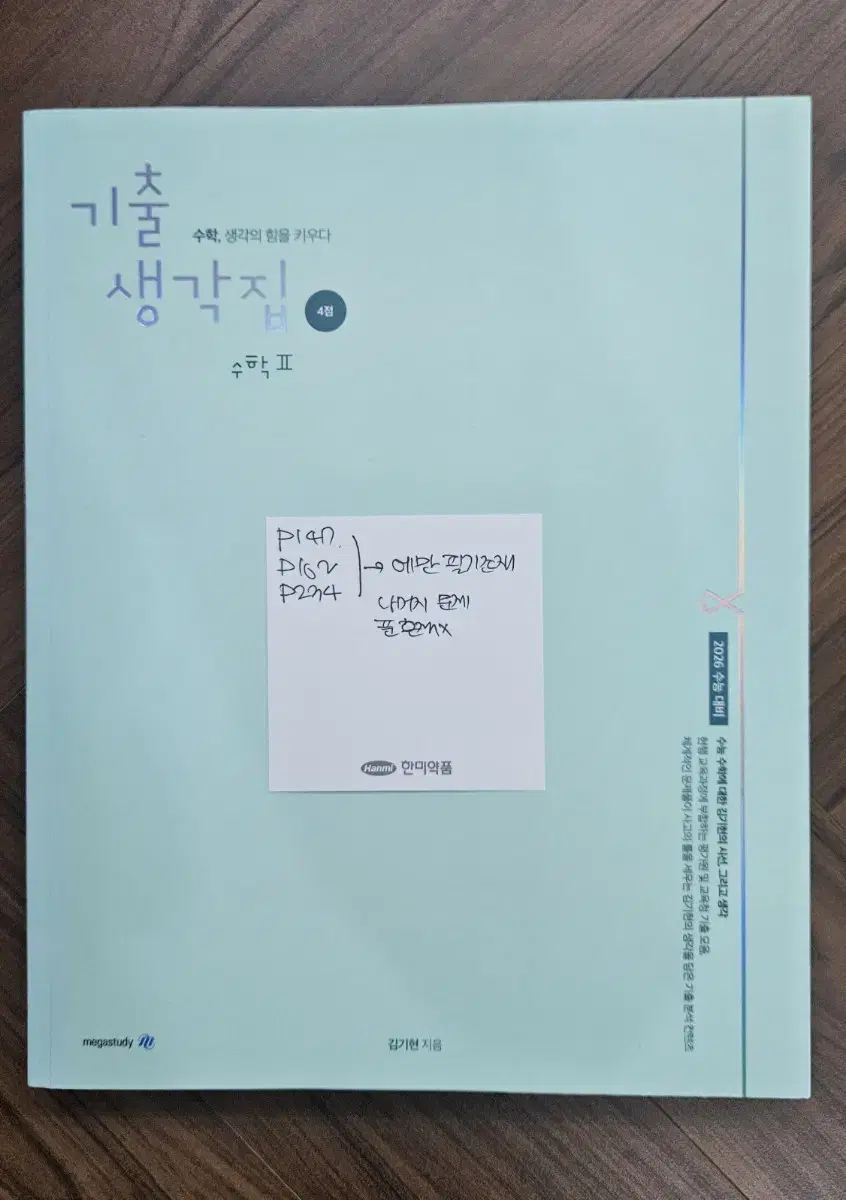 기출
수학, 생각의 힘을 키우다
생각집
4점
수학 II
p147.
p162
p234
→ 에만 필기존재
나머지 문제
푼 흔적x
Hanmi 한미약품
2026 수능 대비
수능 수학에 대한 김기현의 시선, 그리고 생각
현행 교육과정에 부합하는 평가원 및 교육청 기출 모음.
체계적인 문제풀이 사고의 틀을 세우는 김기현의 생각을 담은 기출 분석 컨텐츠
megastudy
김기현 지음